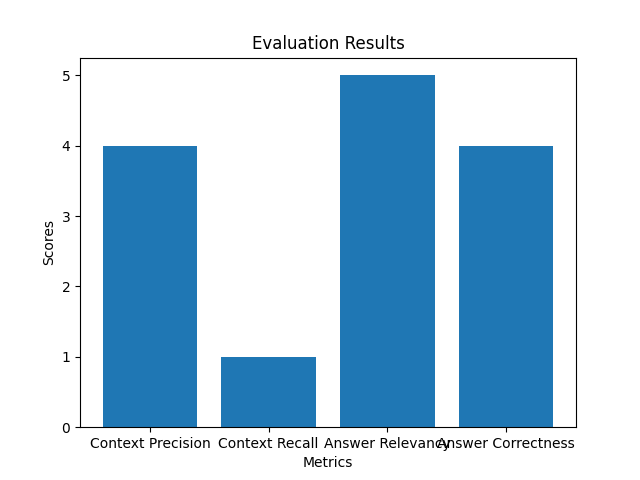 Evaluation Results
5
4
3
2
1
0
Scores
Context Precision Context Recall Answer Relevancy Answer Correctness
Metrics